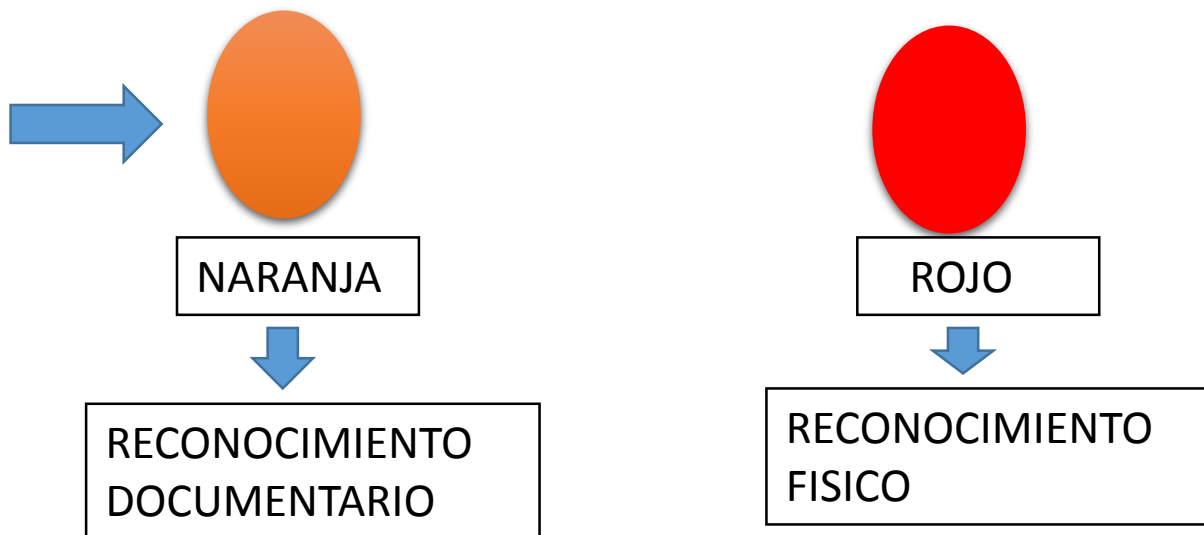 NARANJA
ROJO
RECONOCIMIENTO
DOCUMENTARIO
RECONOCIMIENTO
FISICO